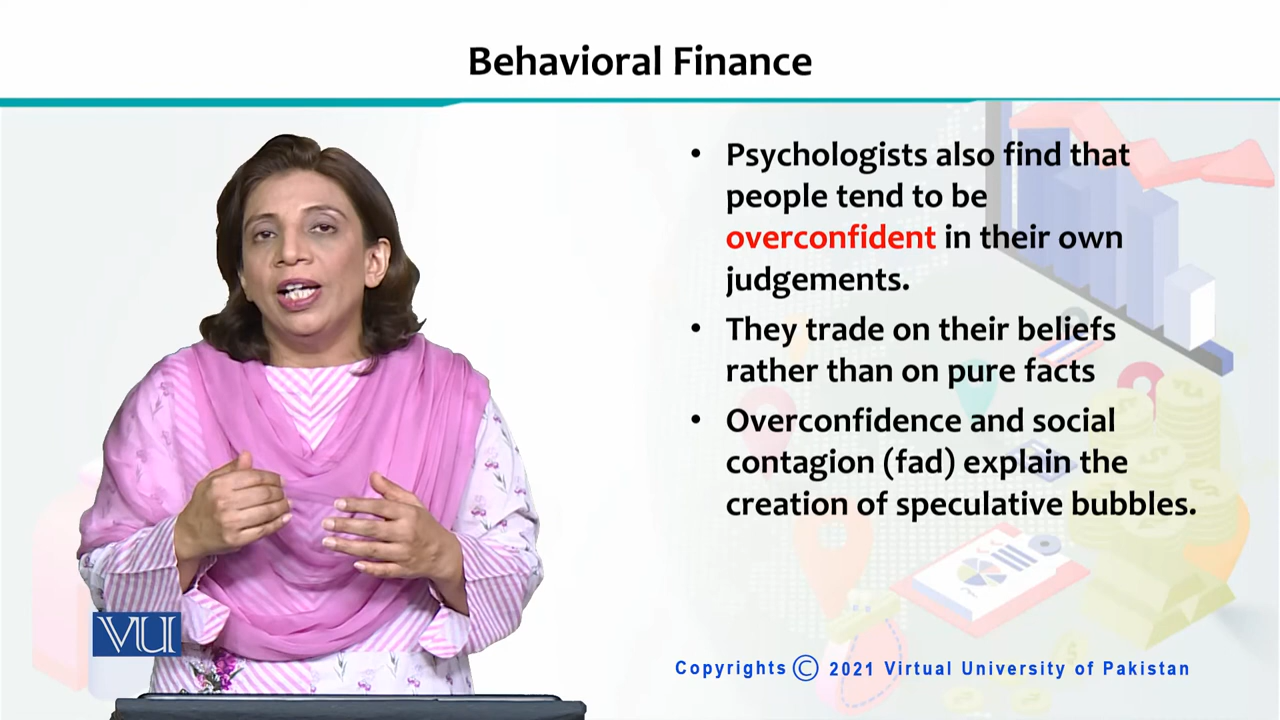 Behavioral Finance
• Psychologists also find that
people tend to be
overconfident in their own
judgements.
• They trade on their beliefs
rather than on pure facts
• Overconfidence and social
contagion (fad) explain the
creation of speculative bubbles.
VU
Copyrights © 2021 Virtual University of Pakistan